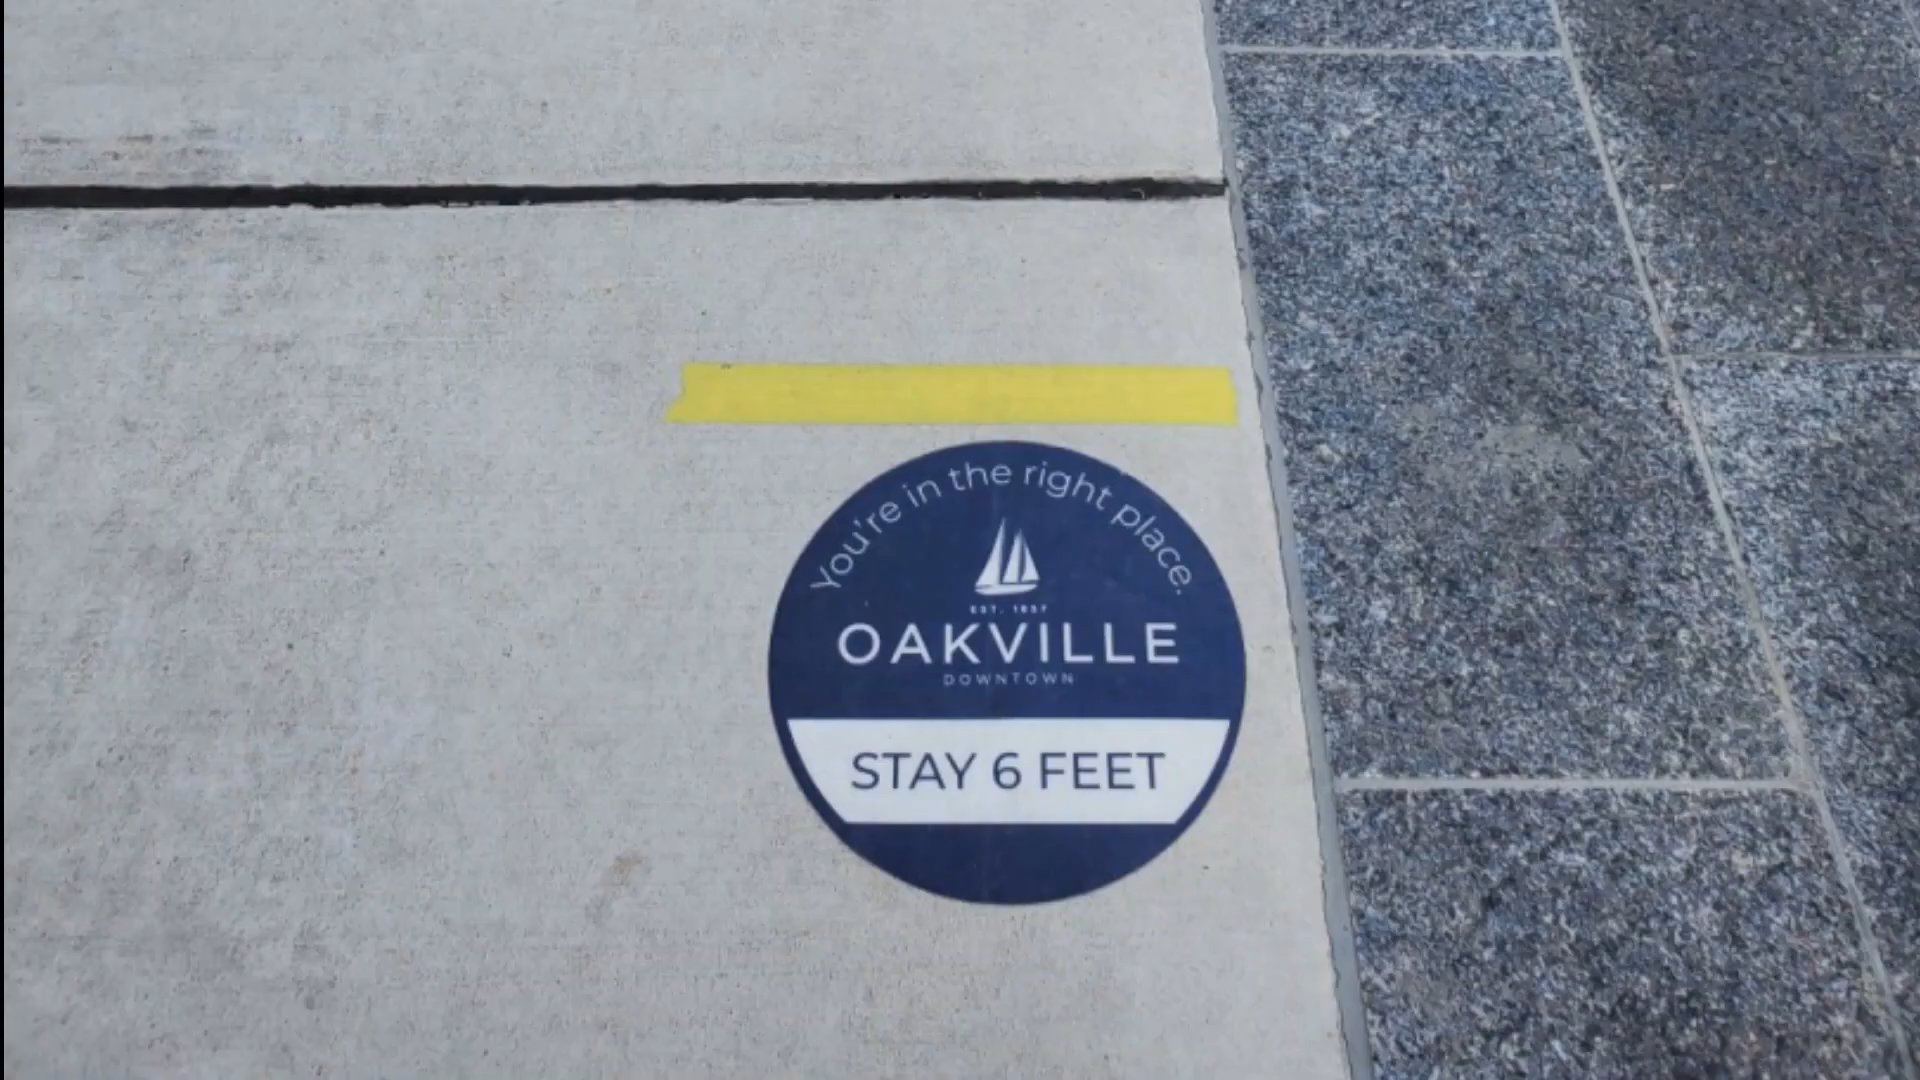 You're in the right place.
EST. 1857
OAKVILLE
DOWNTOWN
STAY 6 FEET